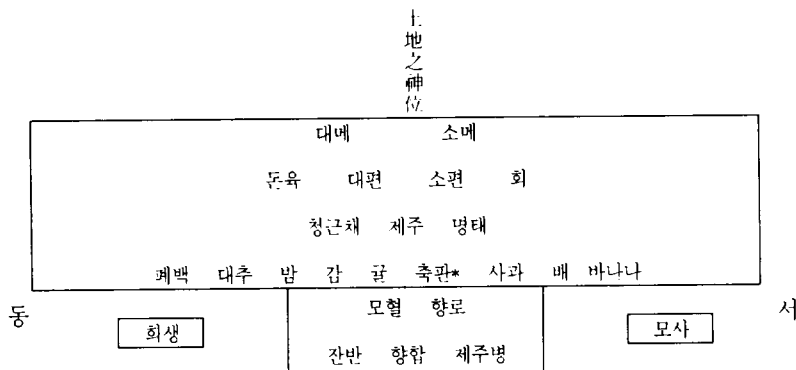 土地之神位
대메 소메
돈육 대편 소편 회
청근채 제주 명태
폐백 대추 밤 감 귤 축판* 사과 배 바나나
동 서
모혈 향로
희생 모사
잔반 향합 제주병